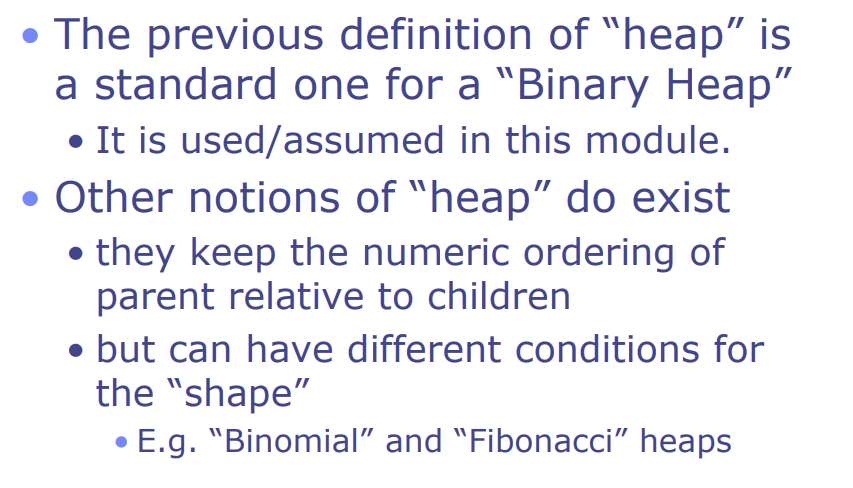 • The previous definition of “heap” is
a standard one for a “Binary Heap”
• It is used/assumed in this module.
• Other notions of “heap” do exist
• they keep the numeric ordering of
parent relative to children
• but can have different conditions for
the “shape”
• E.g. “Binomial” and “Fibonacci” heaps